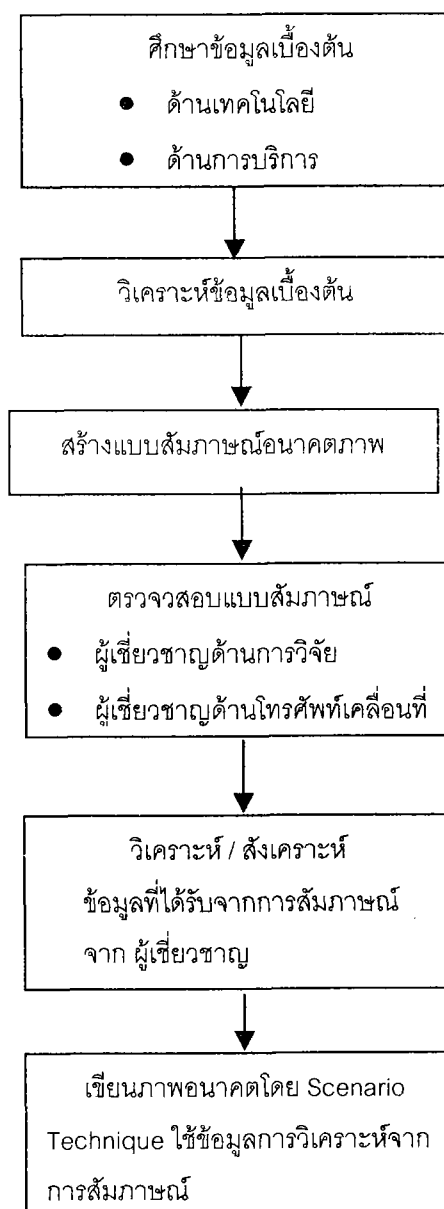 ศึกษาข้อมูลเบื้องต้น
● ด้านเทคโนโลยี
● ด้านการบริการ
วิเคราะห์ข้อมูลเบื้องต้น
สร้างแบบสัมภาษณ์อนาคตภาพ
ตรวจวสอบแบบสัมภาษณ์
● ผู้เชี่ยวชาญด้านการวิจัย
● ผู้เชี่ยวชาญด้านโทรศัพท์เคลื่อนที่
วิเคราะห์ / สังเคราะห์
ข้อมูลที่ได้รับจากการสัมภาษณ์
จาก ผู้เชี่ยวชาญ
เขียนภาพอนาคตโดย Scenario
Technique ใช้ข้อมูลการวิเคราะห์จาก
การสัมภาษณ์